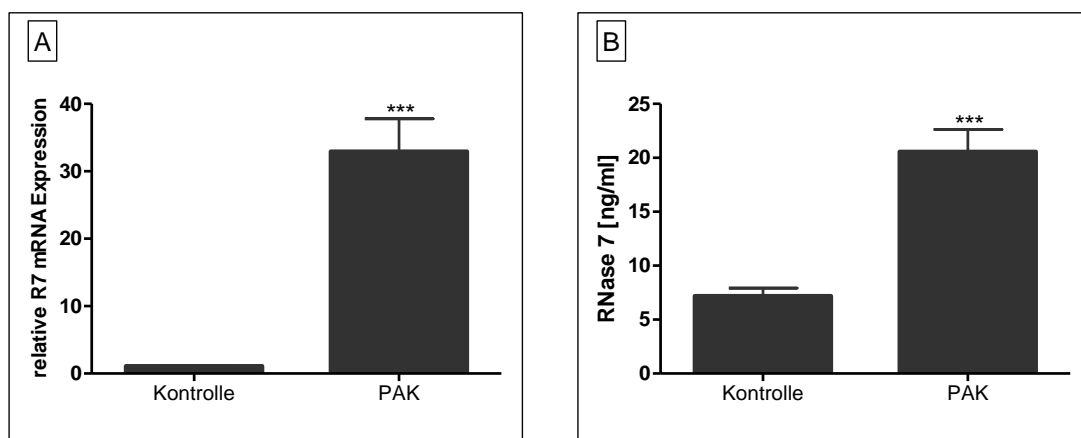 A
relative R7 mRNA Expression
40
30
20
10
0
***
Kontrolle
PAK
B
RNase 7 [ng/ml]
25
20
15
10
5
0
***
Kontrolle
PAK